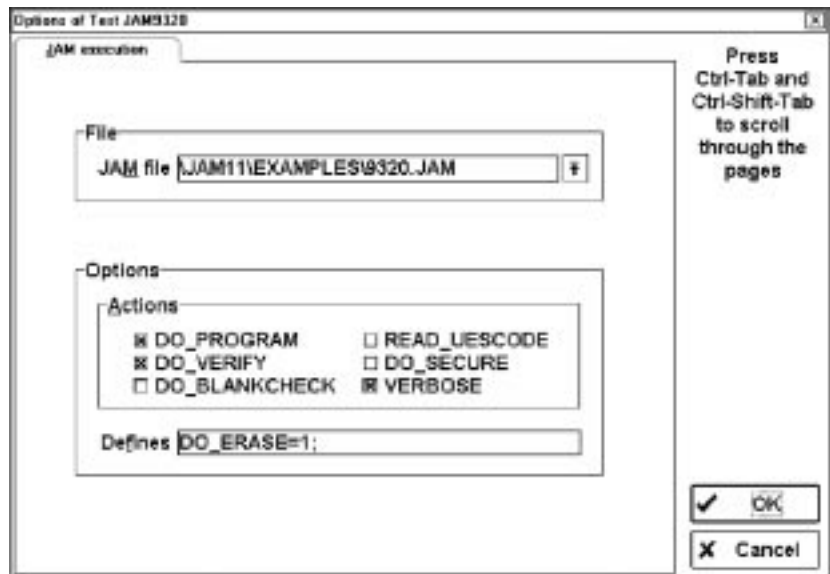 Options of Test JAM9320
JAM execution
Press
Ctrl-Tab and
Ctrl-Shift-Tab
to scroll
through the
pages
File
JAM file \JAM11\EXAMPLES\9320.JAM
Options
Actions
DO_PROGRAM READ_UESCODE
DO_VERIFY DO_SECURE
DO_BLANKCHECK VERBOSE
Defines DO_ERASE=1;
OK
Cancel